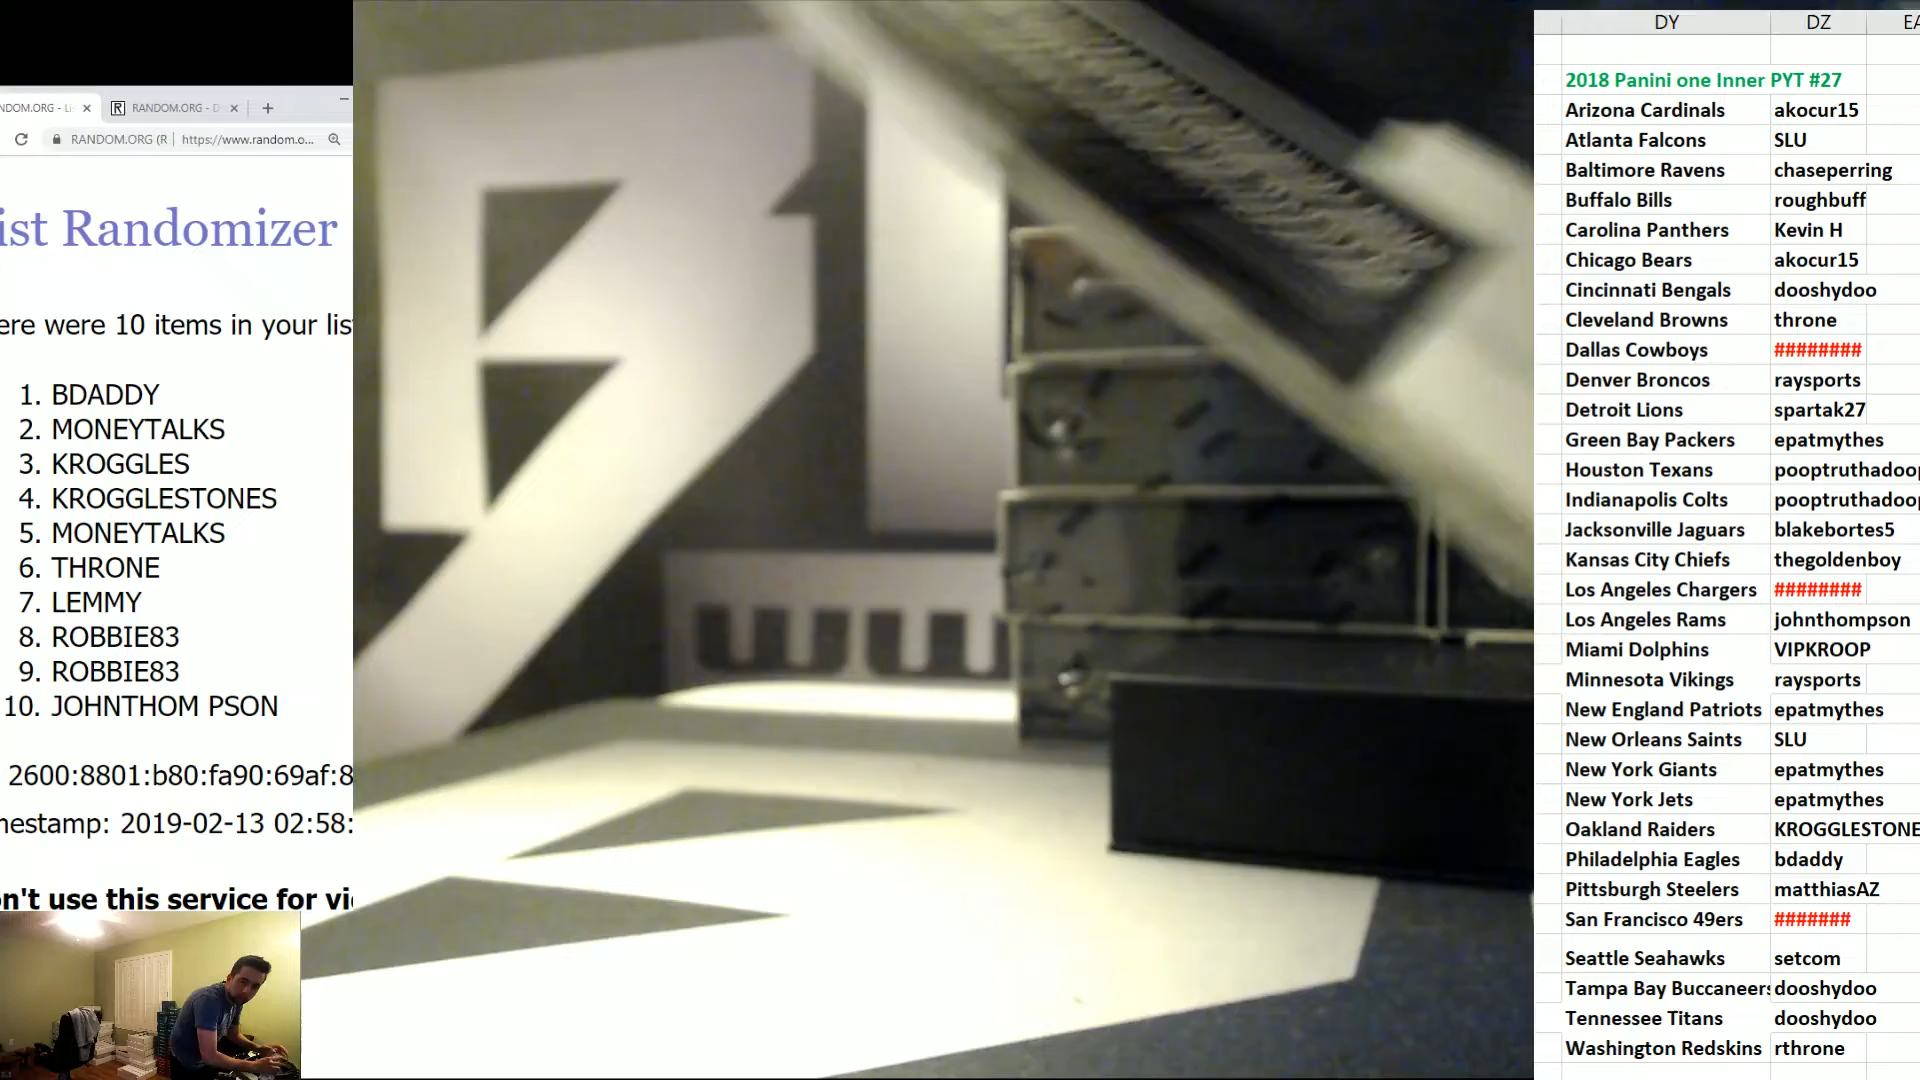 NDOM.ORG - Li
RANDOM.ORG - D
RANDOM.ORG (R
https://www.random.o...
ist Randomizer
ere were 10 items in your lis
1. BDADDY
2. MONEYTALKS
3. KROGGLES
4. KROGGLESTONES
5. MONEYTALKS
6. THRONE
7. LEMMY
8. ROBBIE83
9. ROBBIE83
10. JOHNTHOM PSON
2600:8801:b80:fa90:69af:8
mestamp: 2019-02-13 02:58:
n't use this service for vi
DY DZ EA
2018 Panini one Inner PYT #27
Arizona Cardinals akocur15
Atlanta Falcons SLU
Baltimore Ravens chaseperring
Buffalo Bills roughbuff
Carolina Panthers Kevin H
Chicago Bears akocur15
Cincinnati Bengals dooshydoo
Cleveland Browns throne
Dallas Cowboys ########
Denver Broncos raysports
Detroit Lions spartak27
Green Bay Packers epatmythes
Houston Texans pooptruthadoop
Indianapolis Colts pooptruthadoop
Jacksonville Jaguars blakebortes5
Kansas City Chiefs thegoldenboy
Los Angeles Chargers ########
Los Angeles Rams johnthompson
Miami Dolphins VIPKROOP
Minnesota Vikings raysports
New England Patriots epatmythes
New Orleans Saints SLU
New York Giants epatmythes
New York Jets epatmythes
Oakland Raiders KROGGLESTONE
Philadelphia Eagles bdaddy
Pittsburgh Steelers matthiasAZ
San Francisco 49ers #######
Seattle Seahawks setcom
Tampa Bay Buccaneers dooshydoo
Tennessee Titans dooshydoo
Washington Redskins rthrone